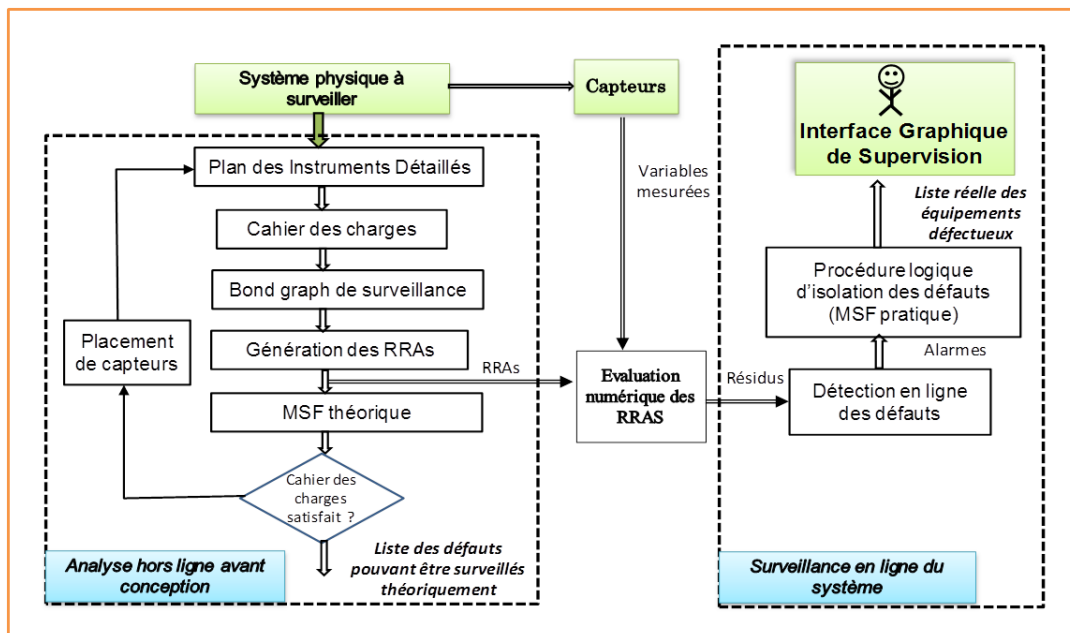 Système physique à
surveiller
Capteurs
Interface Graphique
de Supervision
Plan des Instruments Détaillés
Cahier des charges
Bond graph de surveillance
Génération des RRAs
MSF théorique
Cahier des
charges
satisfait ?
Placement
de capteurs
Liste des défauts
pouvant être surveillés
théoriquement
Analyse hors ligne avant
conception
Variables
mesurées
RRAs
Evaluation
numérique des
RRAS
Résidus
Détection en ligne
des défauts
Alarmes
Procédure logique
d'isolation des défauts
(MSF pratique)
Liste réelle des
équipements
défectueux
Surveillance en ligne du
système